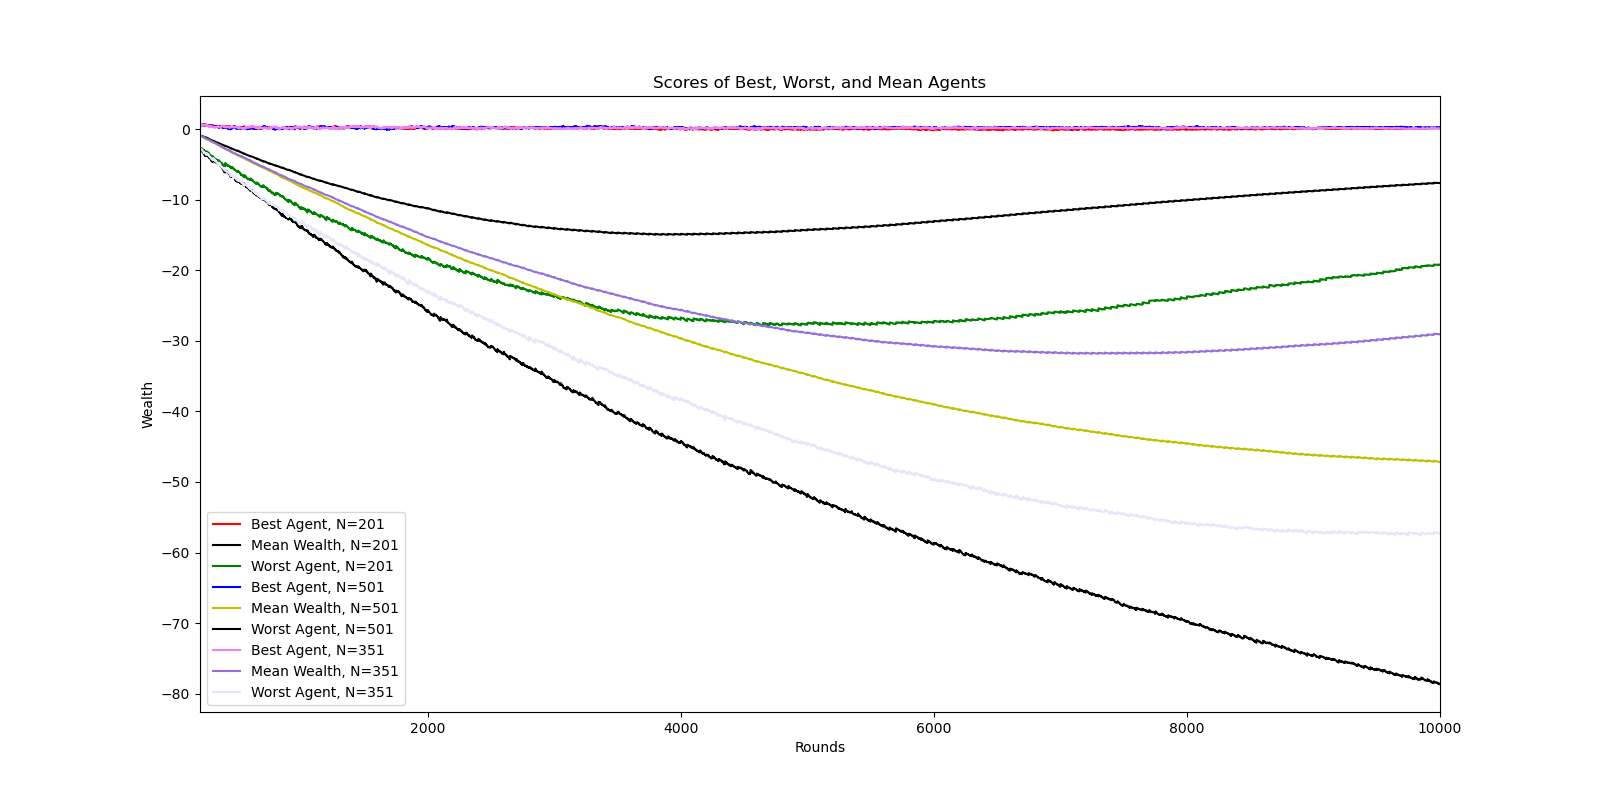 Scores of Best, Worst, and Mean Agents
0
−10
−20
−30
−40
−50
−60
−70
−80
Wealth
Best Agent, N=201
Mean Wealth, N=201
Worst Agent, N=201
Best Agent, N=501
Mean Wealth, N=501
Worst Agent, N=501
Best Agent, N=351
Mean Wealth, N=351
Worst Agent, N=351
2000 4000 6000 8000 10000
Rounds